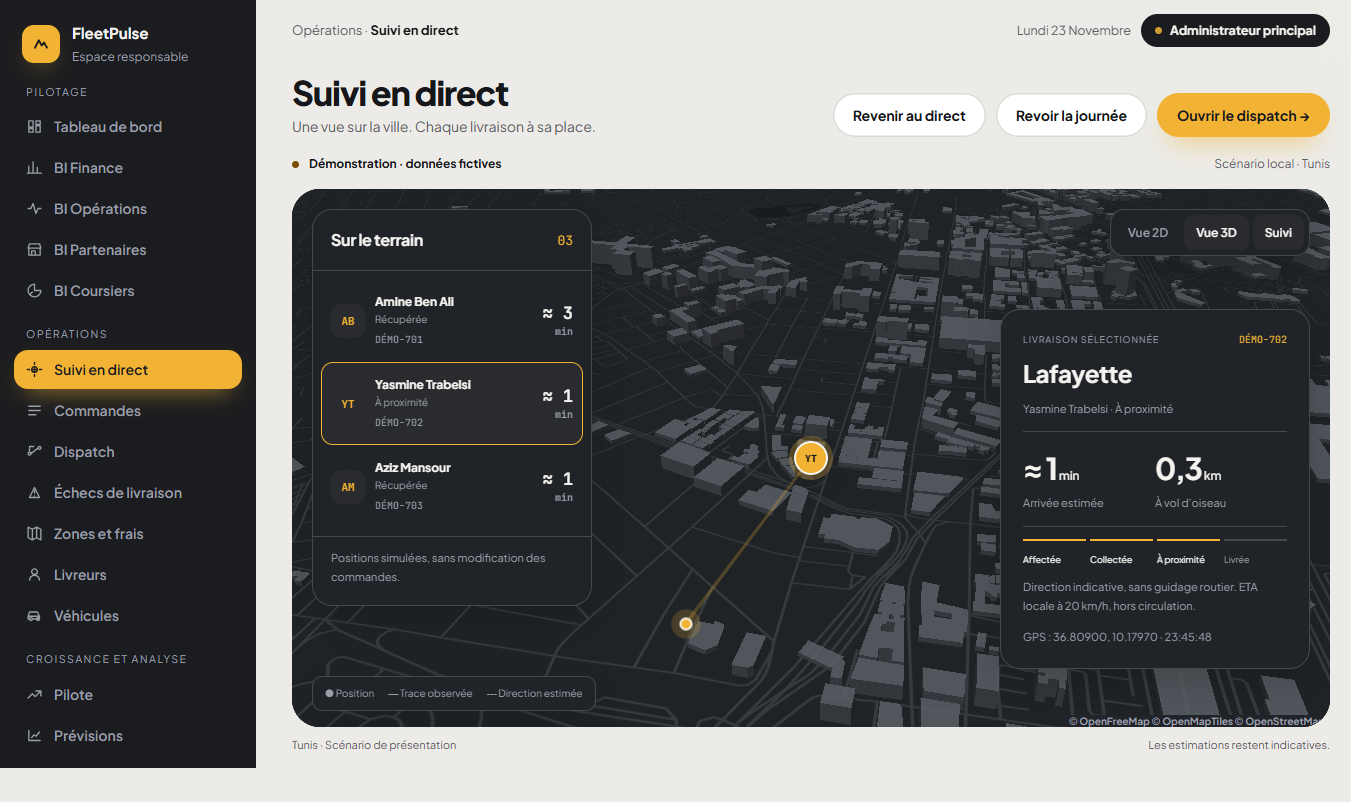 FleetPulse
Espace responsable
PILOTAGE
Tableau de bord
BI Finance
BI Opérations
BI Partenaires
BI Coursiers
OPÉRATIONS
Suivi en direct
Commandes
Dispatch
Échecs de livraison
Zones et frais
Livreurs
Véhicules
CROISSANCE ET ANALYSE
Pilote
Prévisions
Opérations · Suivi en direct
Lundi 23 Novembre
Administrateur principal
Suivi en direct
Une vue sur la ville. Chaque livraison à sa place.
Revenir au direct
Revoir la journée
Ouvrir le dispatch →
Démonstration · données fictives
Scénario local · Tunis
Sur le terrain
03
AB
Amine Ben Ali
Récupérée
DÉMO-701
≈ 3
min
YT
Yasmine Trabelsi
À proximité
DÉMO-702
≈ 1
min
AM
Aziz Mansour
Récupérée
DÉMO-703
≈ 1
min
Positions simulées, sans modification des
commandes.
Vue 2D
Vue 3D
Suivi
YT
LIVRAISON SÉLECTIONNÉE
DÉMO-702
Lafayette
Yasmine Trabelsi · À proximité
≈1 min
Arrivée estimée
0,3 km
À vol d'oiseau
Affectée
Collectée
À proximité
Livrée
Direction indicative, sans guidage routier. ETA
locale à 20 km/h, hors circulation.
GPS : 36.80900, 10.17970 · 23:45:48
Position
— Trace observée
— Direction estimée
© OpenFreeMap © OpenMapTiles © OpenStreetMap
Tunis · Scénario de présentation
Les estimations restent indicatives.